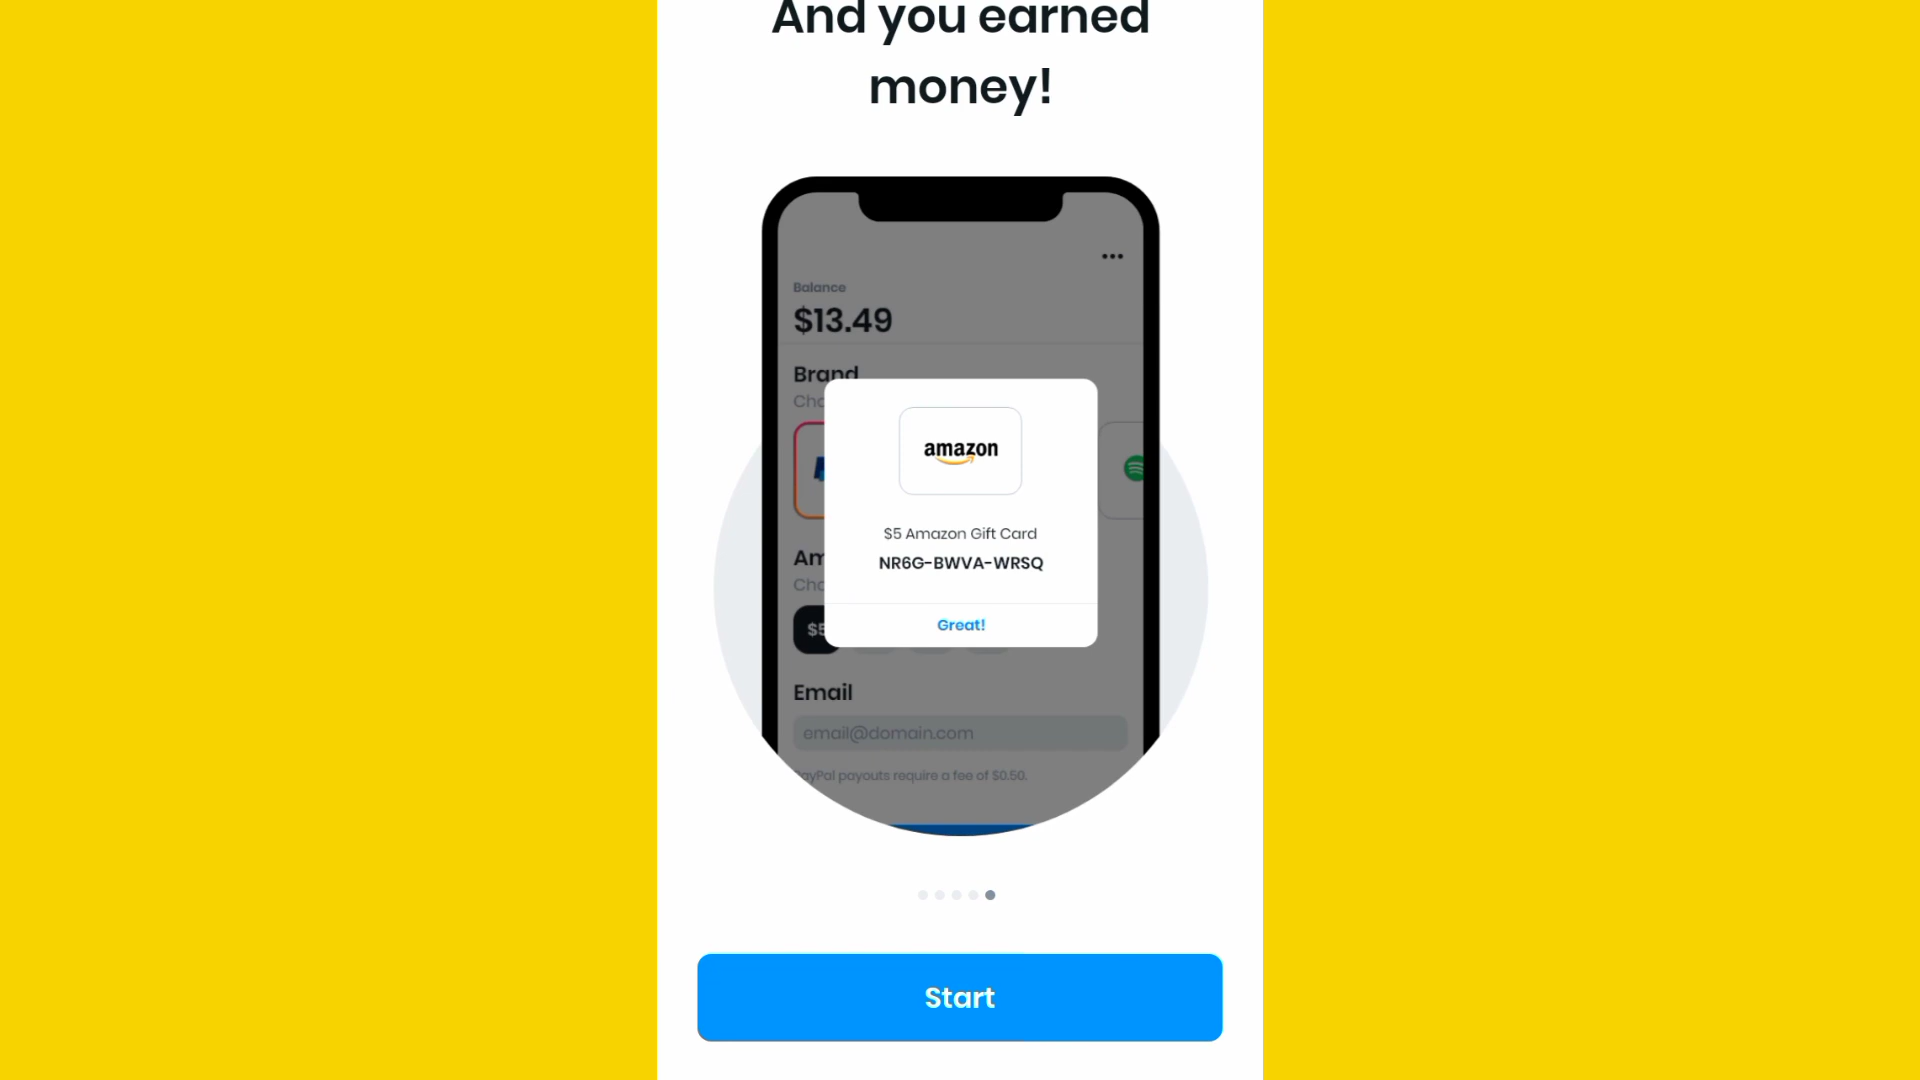 And you earned
money!
Balance
$13.49
Brand
Cho
amazon
$5 Amazon Gift Card
NR6G-BWVA-WRSQ
Am
Cho
$5
Great!
Email
email@domain.com
PayPal payouts require a fee of $0.50.
Start